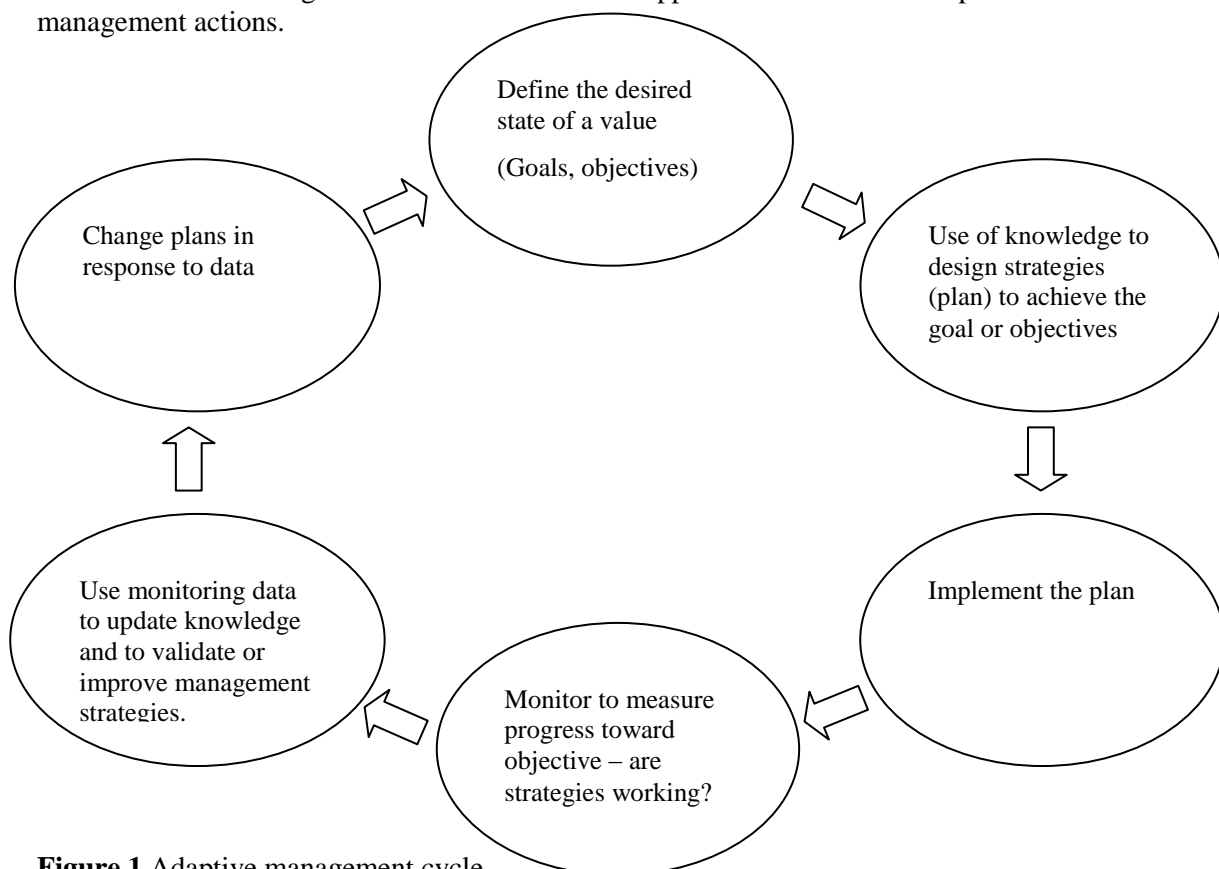 management actions.
Define the desired
state of a value
(Goals, objectives)
Use of knowledge to
design strategies
(plan) to achieve the
goal or objectives
Implement the plan
Monitor to measure
progress toward
objective – are
strategies working?
Use monitoring data
to update knowledge
and to validate or
improve management
strategies.
Change plans in
response to data
Figure 1 Adaptive management cycle